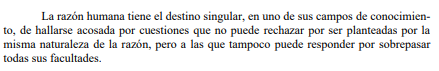 La razón humana tiene el destino singular, en uno de sus campos de conocimien-
to, de hallarse acosada por cuestiones que no puede rechazar por ser planteadas por la
misma naturaleza de la razón, pero a las que tampoco puede responder por sobrepasar
todas sus facultades.